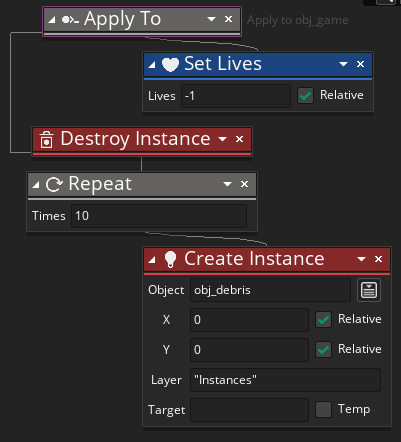 Apply To
Apply to obj_game
Set Lives
Lives -1 Relative
Destroy Instance
Repeat
Times 10
Create Instance
Object obj_debris
X 0 Relative
Y 0 Relative
Layer "Instances"
Target Temp